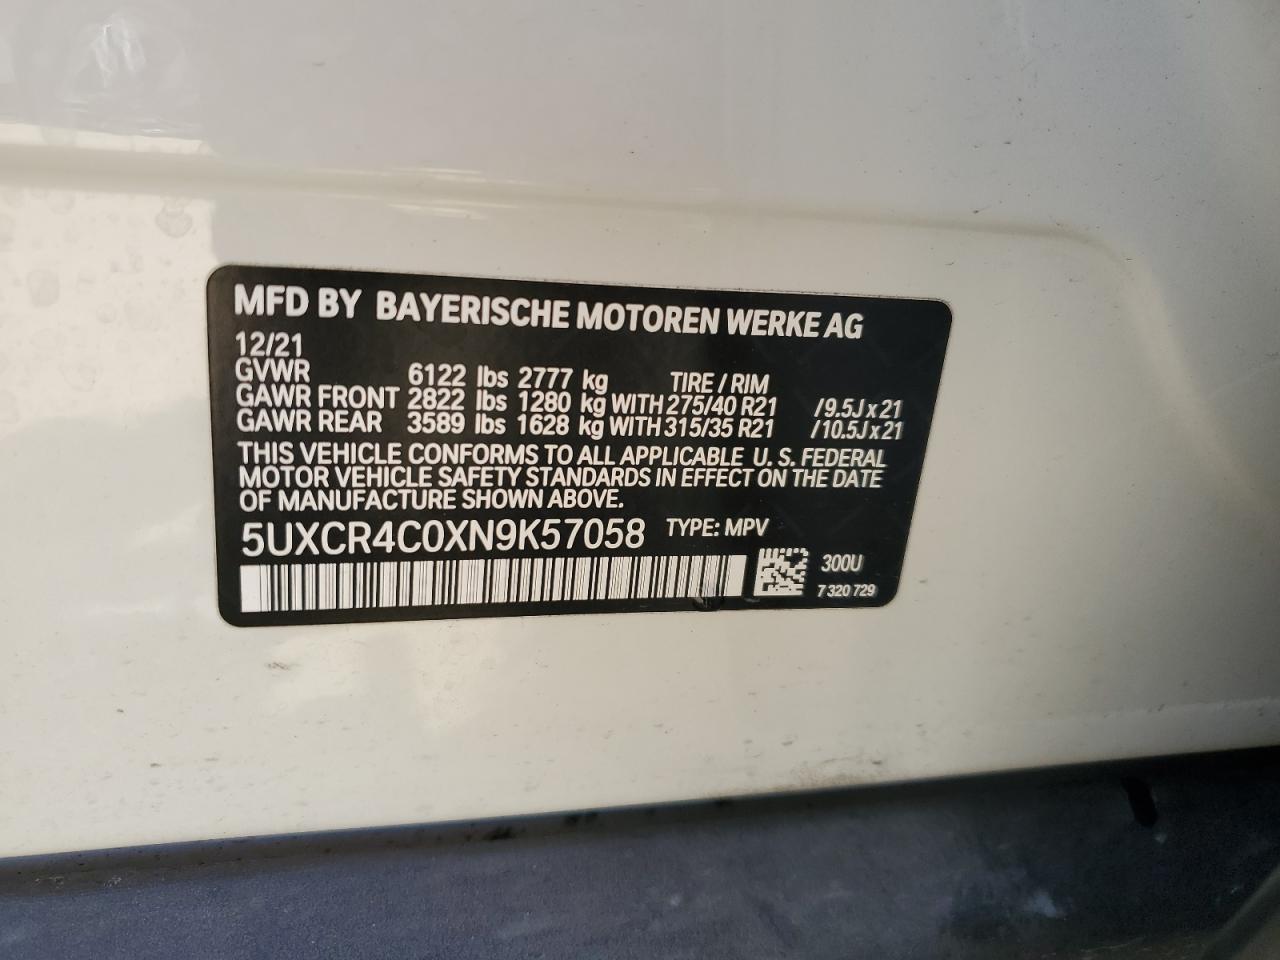 MFD BY BAYERISCHE MOTOREN WERKE AG
12/21
GVWR 6122 lbs 2777 kg TIRE / RIM
GAWR FRONT 2822 lbs 1280 kg WITH 275/40 R21 /9.5J x 21
GAWR REAR 3589 lbs 1628 kg WITH 315/35 R21 /10.5J x 21
THIS VEHICLE CONFORMS TO ALL APPLICABLE U. S. FEDERAL
MOTOR VEHICLE SAFETY STANDARDS IN EFFECT ON THE DATE
OF MANUFACTURE SHOWN ABOVE.
5UXCR4C0XN9K57058 TYPE: MPV
300U
7 320 729